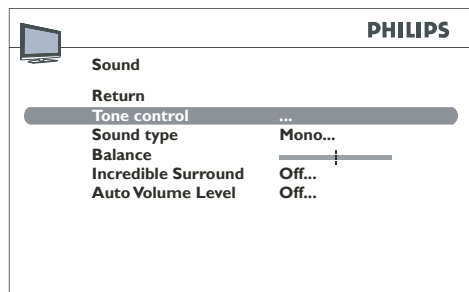 PHILIPS
Sound
Return
Tone control ...
Sound type Mono...
Balance
Incredible Surround Off...
Auto Volume Level Off...